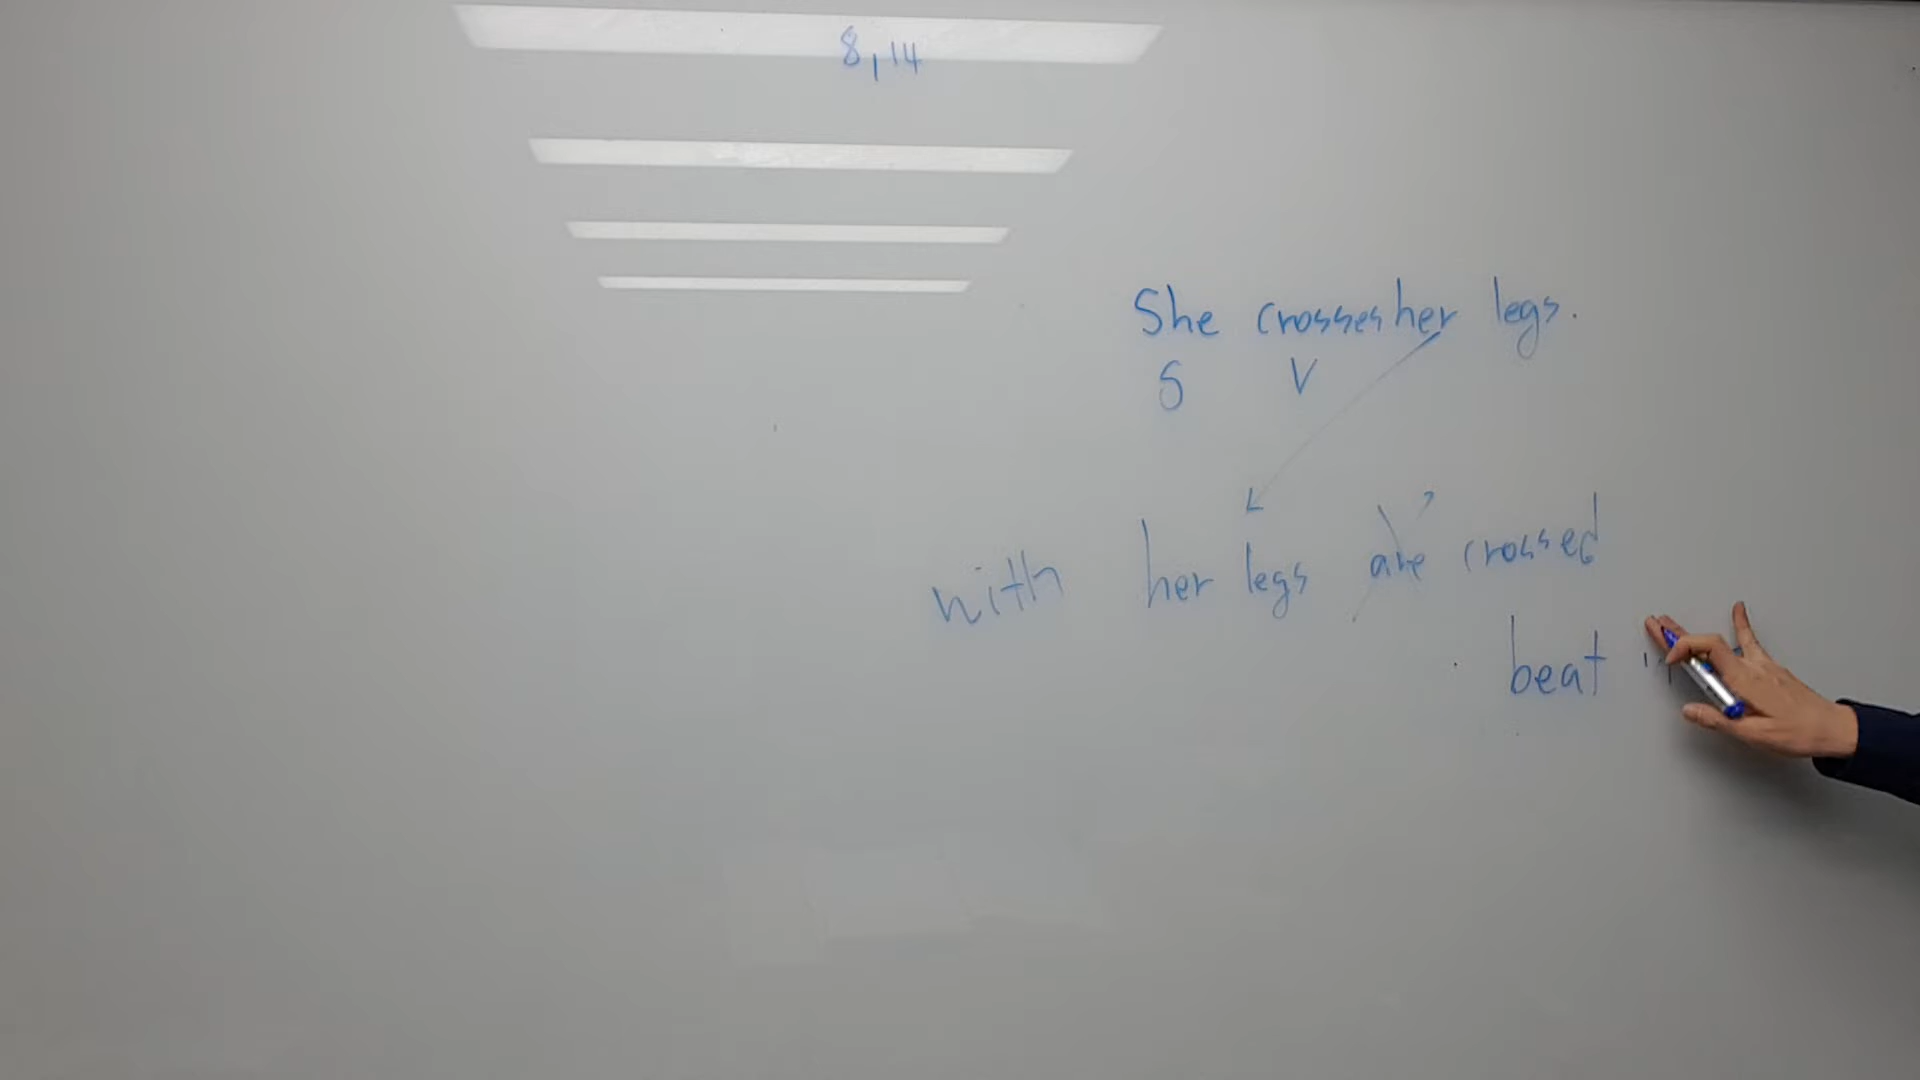 8,14
She crosses her legs.
S V
with her legs are crossed
beat